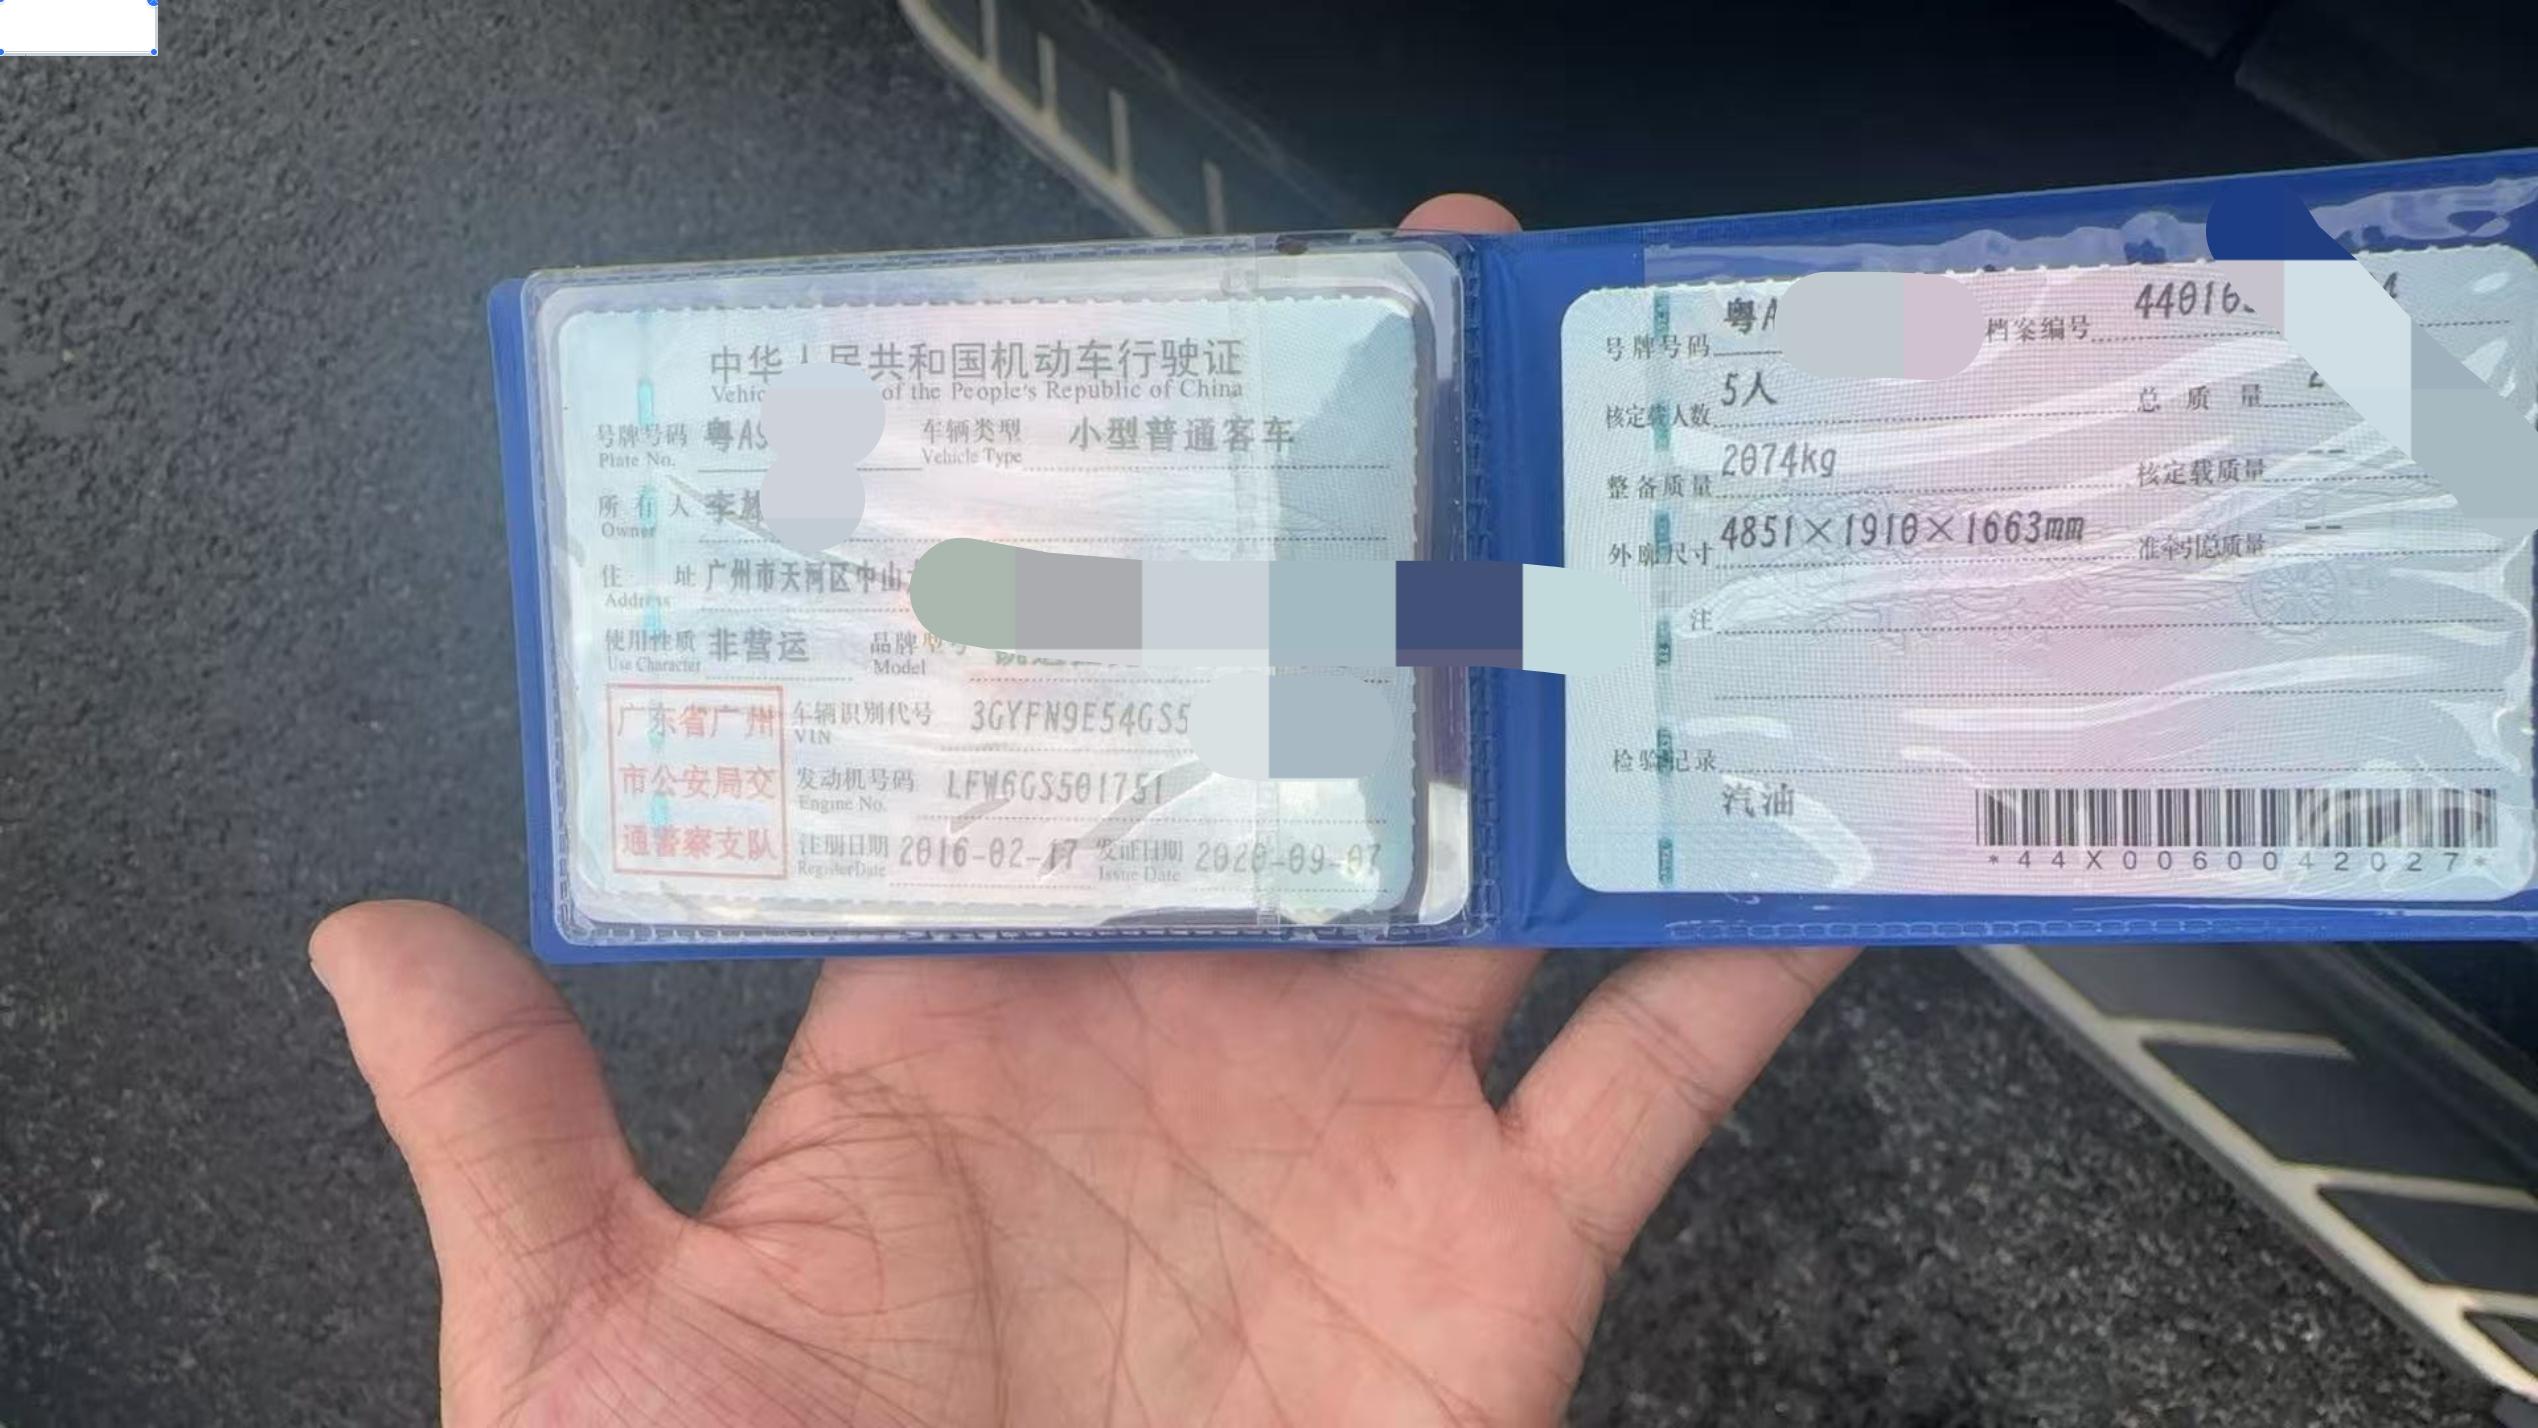 中华人民共和国机动车行驶证
of the People's Republic of China
号牌号码 粤A 车辆类型 小型普通客车
Plate No. Vehicle Type
所有人 李
Owner
住址 广州市天河区中山
Address
使用性质 非营运 品牌型号
Use Character Model
车辆识别代号 3GYFN9E54GS5
VIN
发动机号码 LFW6GS501751
Engine No.
注册日期 2016-02-17 发证日期 2020-09-07
Register Date Issue Date
广东省广州
市公安局交
通警察支队
号牌号码 粤A 档案编号 44016
核定载人数 5人 总质量
整备质量 2074kg 核定载质量 --
外廓尺寸 4851×1910×1663mm 准牵引总质量 --
注
检验记录
汽油
*44X0060042027*